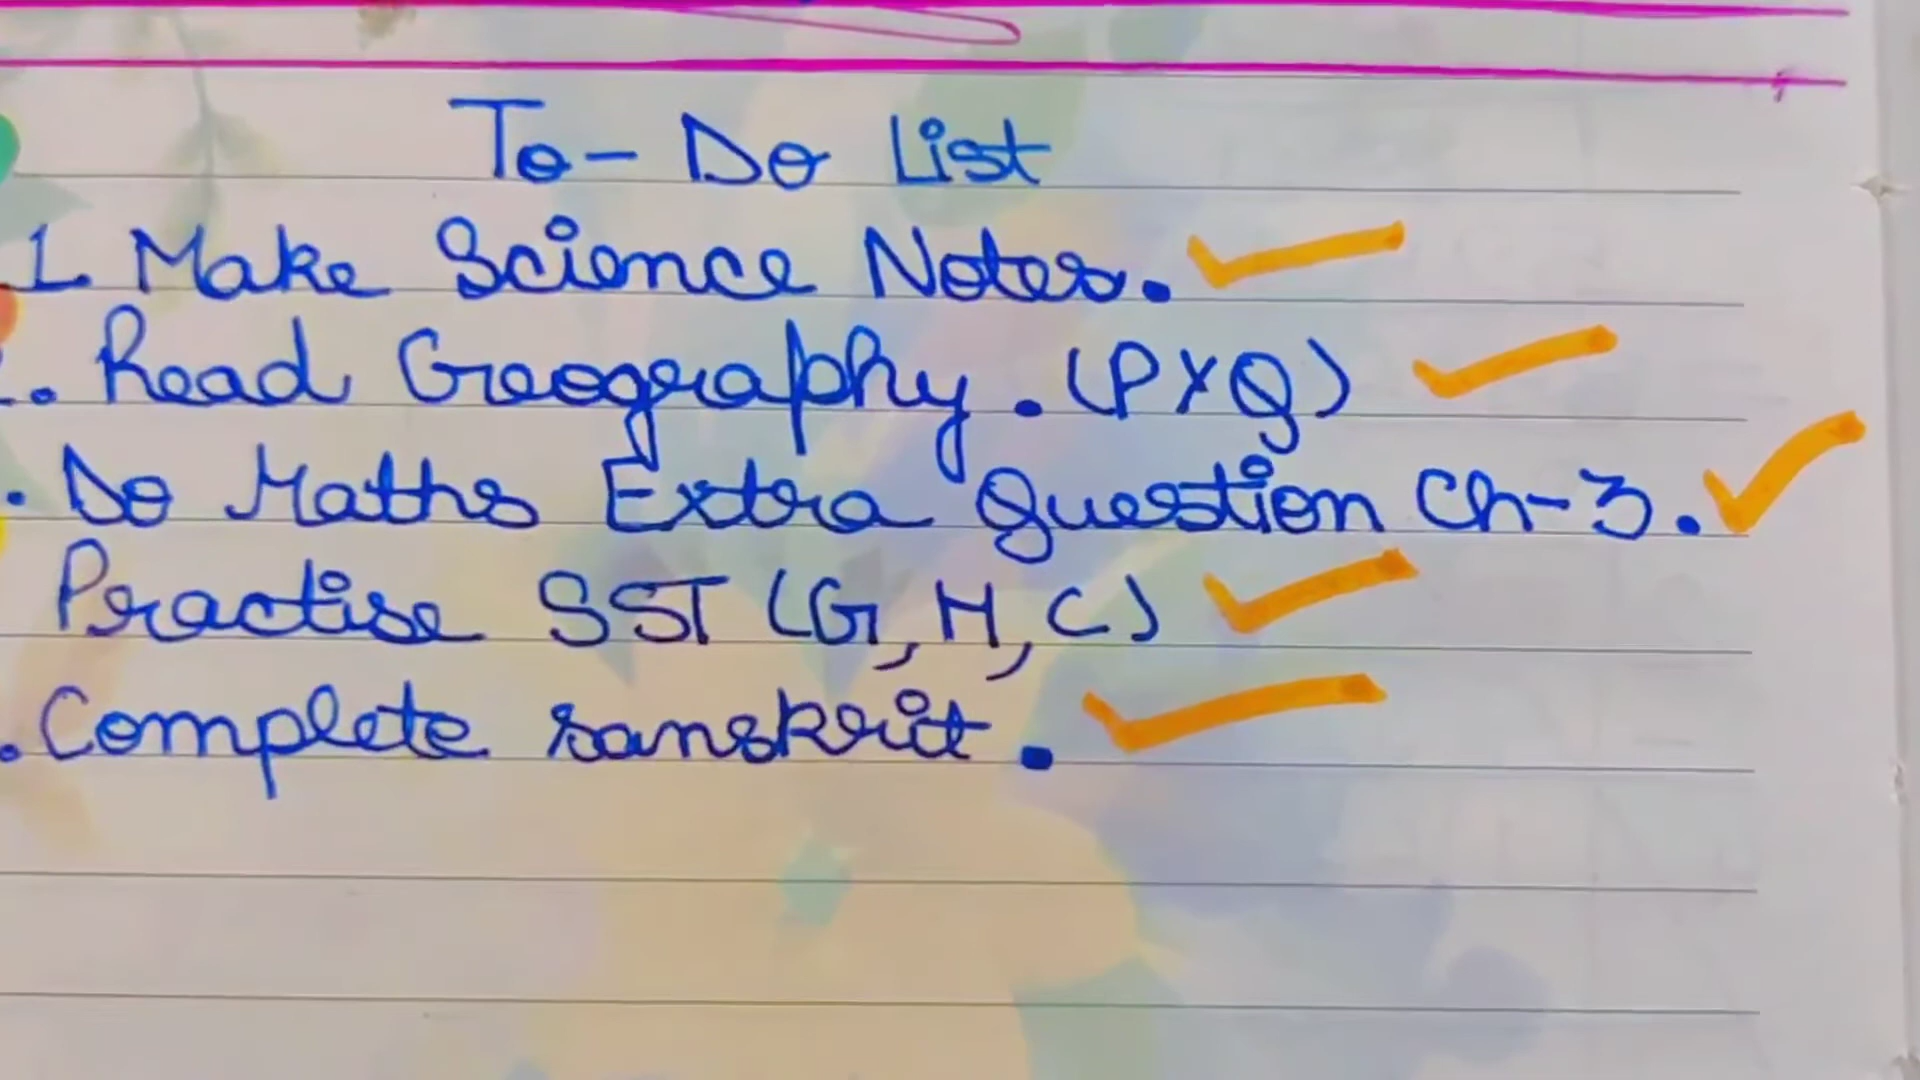 To-Do List
1. Make Science Notes.
. Read Geography. (PYQ)
. Do Maths Extra Question Ch-3.
Practise SST (G, H, C)
. Complete sanskrit.